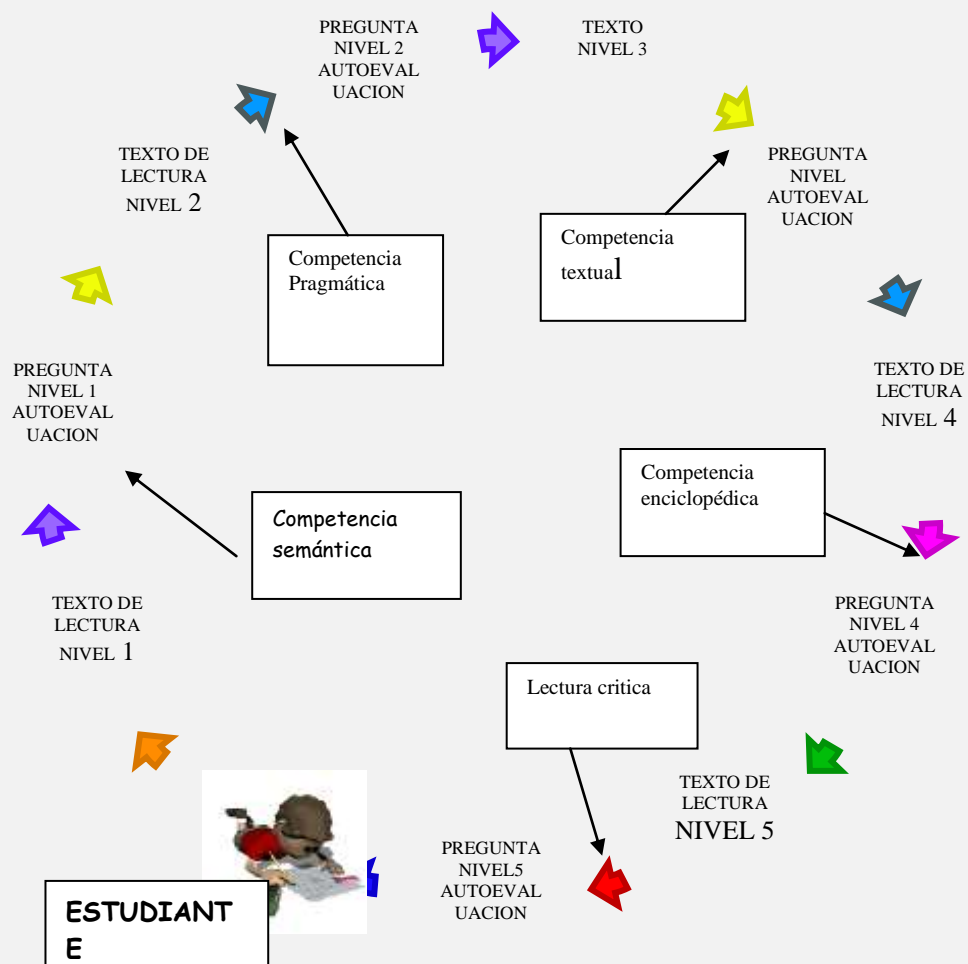 PREGUNTA
NIVEL 2
AUTOEVAL
UACION
TEXTO
NIVEL 3
TEXTO DE
LECTURA
NIVEL 2
PREGUNTA
NIVEL
AUTOEVAL
UACION
Competencia
Pragmática
Competencia
textual
PREGUNTA
NIVEL 1
AUTOEVAL
UACION
TEXTO DE
LECTURA
NIVEL 4
Competencia
semántica
Competencia
enciclopédica
TEXTO DE
LECTURA
NIVEL 1
PREGUNTA
NIVEL 4
AUTOEVAL
UACION
Lectura critica
TEXTO DE
LECTURA
NIVEL 5
PREGUNTA
NIVEL5
AUTOEVAL
UACION
ESTUDIANT
E